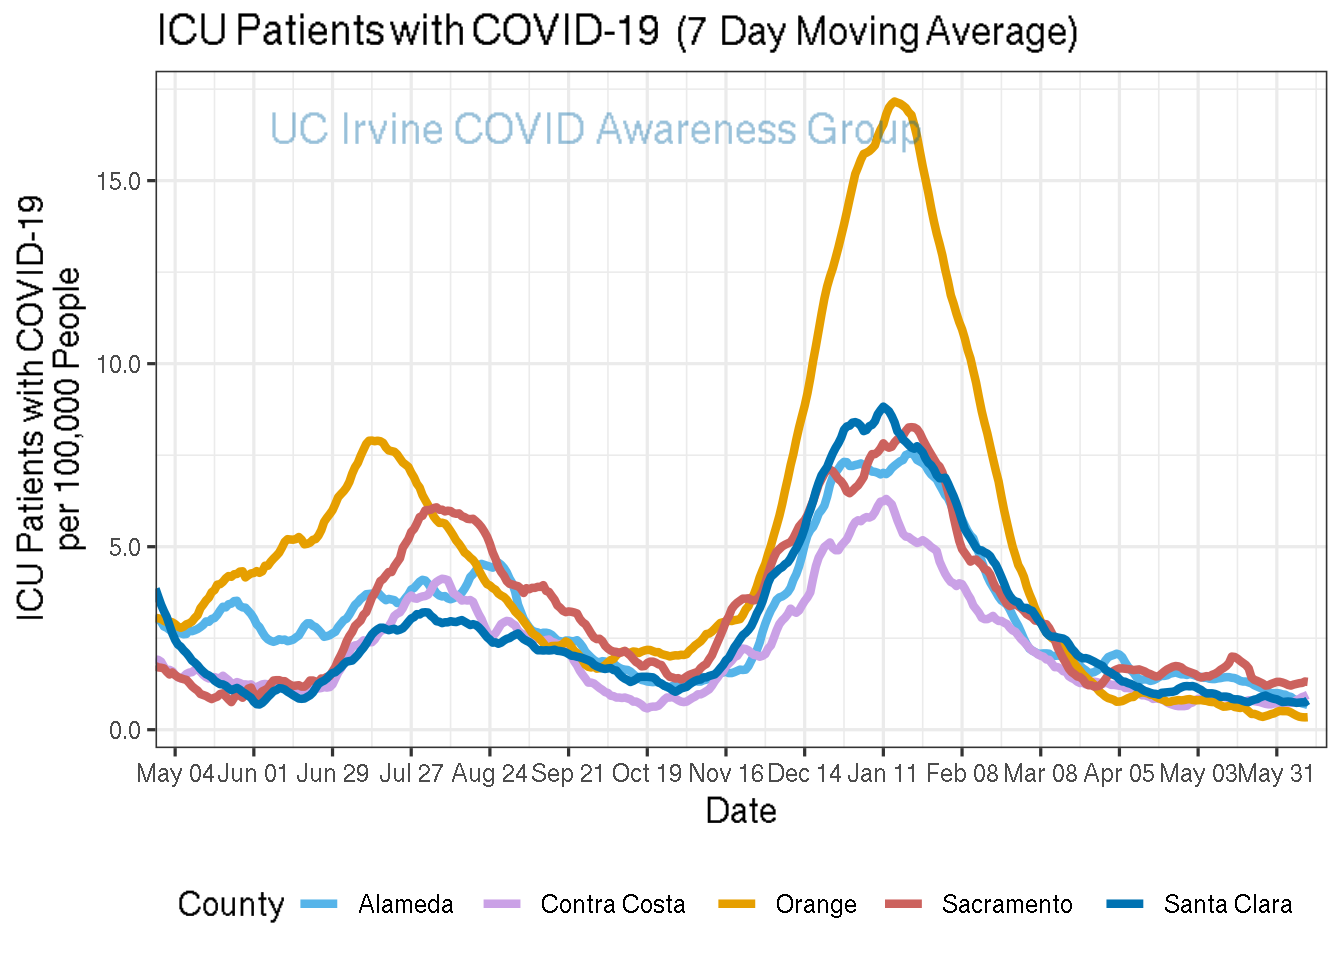 ICU Patients with COVID-19 (7 Day Moving Average)
UC Irvine COVID Awareness Group
ICU Patients with COVID-19
per 100,000 People
15.0
10.0
5.0
0.0
May 04 Jun 01 Jun 29 Jul 27 Aug 24 Sep 21 Oct 19 Nov 16 Dec 14 Jan 11 Feb 08 Mar 08 Apr 05 May 03 May 31
Date
County Alameda Contra Costa Orange Sacramento Santa Clara